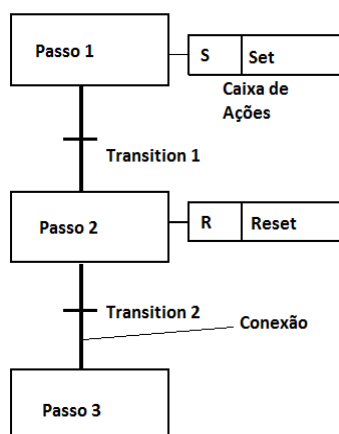 Passo 1
S Set
Caixa de
Ações
Transition 1
Passo 2
R Reset
Transition 2
Conexão
Passo 3